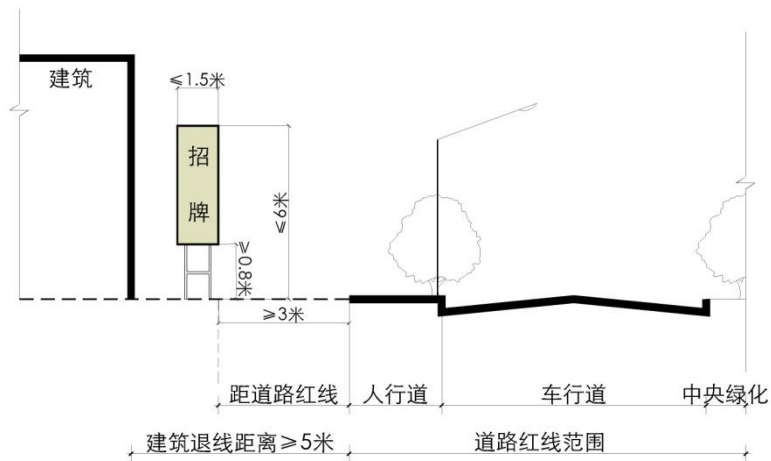 建筑
≤1.5米
招
牌
≤6米
≥0.8米
≥3米
距道路红线 人行道 车行道 中央绿化
建筑退线距离≥5米 道路红线范围